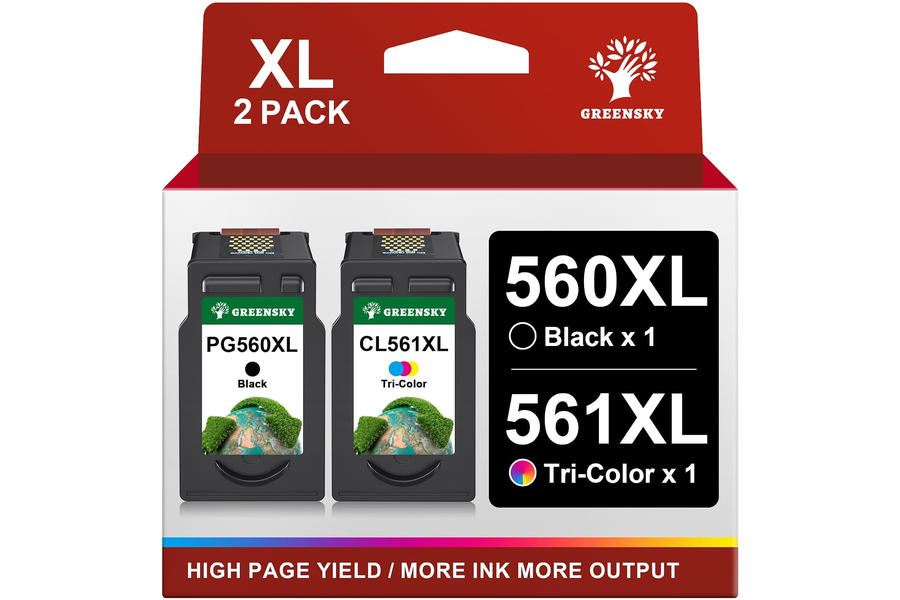 XL
2 PACK
GREENSKY
GREENSKY
PG560XL
Black
GREENSKY
CL561XL
Tri-Color
560XL
Black x 1
561XL
Tri-Color x 1
HIGH PAGE YIELD / MORE INK MORE OUTPUT